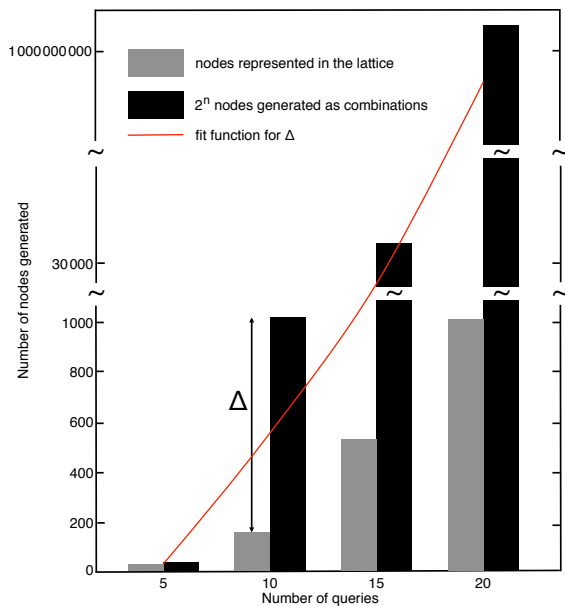 1000000000
nodes represented in the lattice
2ⁿ nodes generated as combinations
fit function for Δ
~ ~ ~ ~
Number of nodes generated
30000
~ ~ ~ ~
1000
800
Δ
600
400
200
0
5 10 15 20
Number of queries